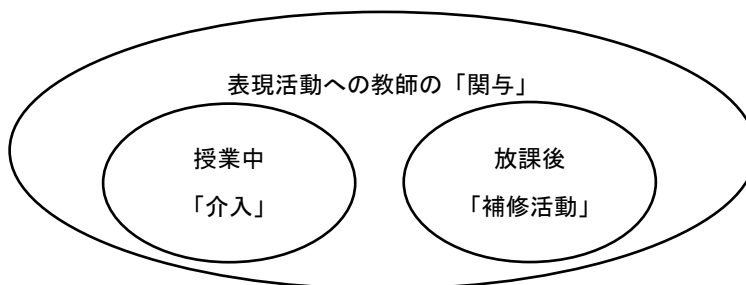 表現活動への教師の「関与」
授業中
「介入」
放課後
「補修活動」